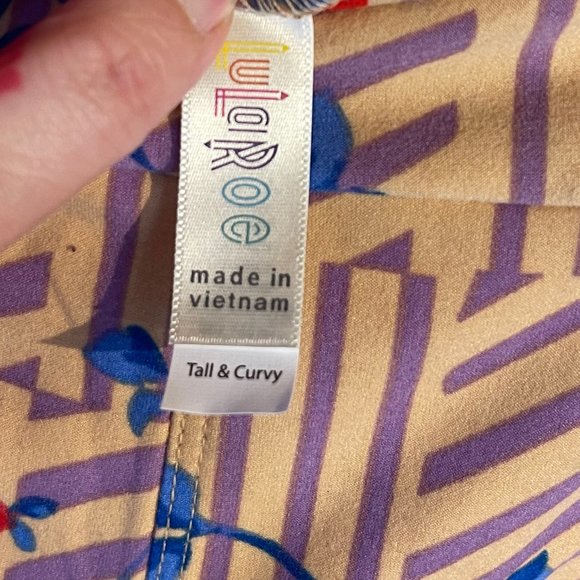 LuLaRoe
made in
vietnam
Tall & Curvy